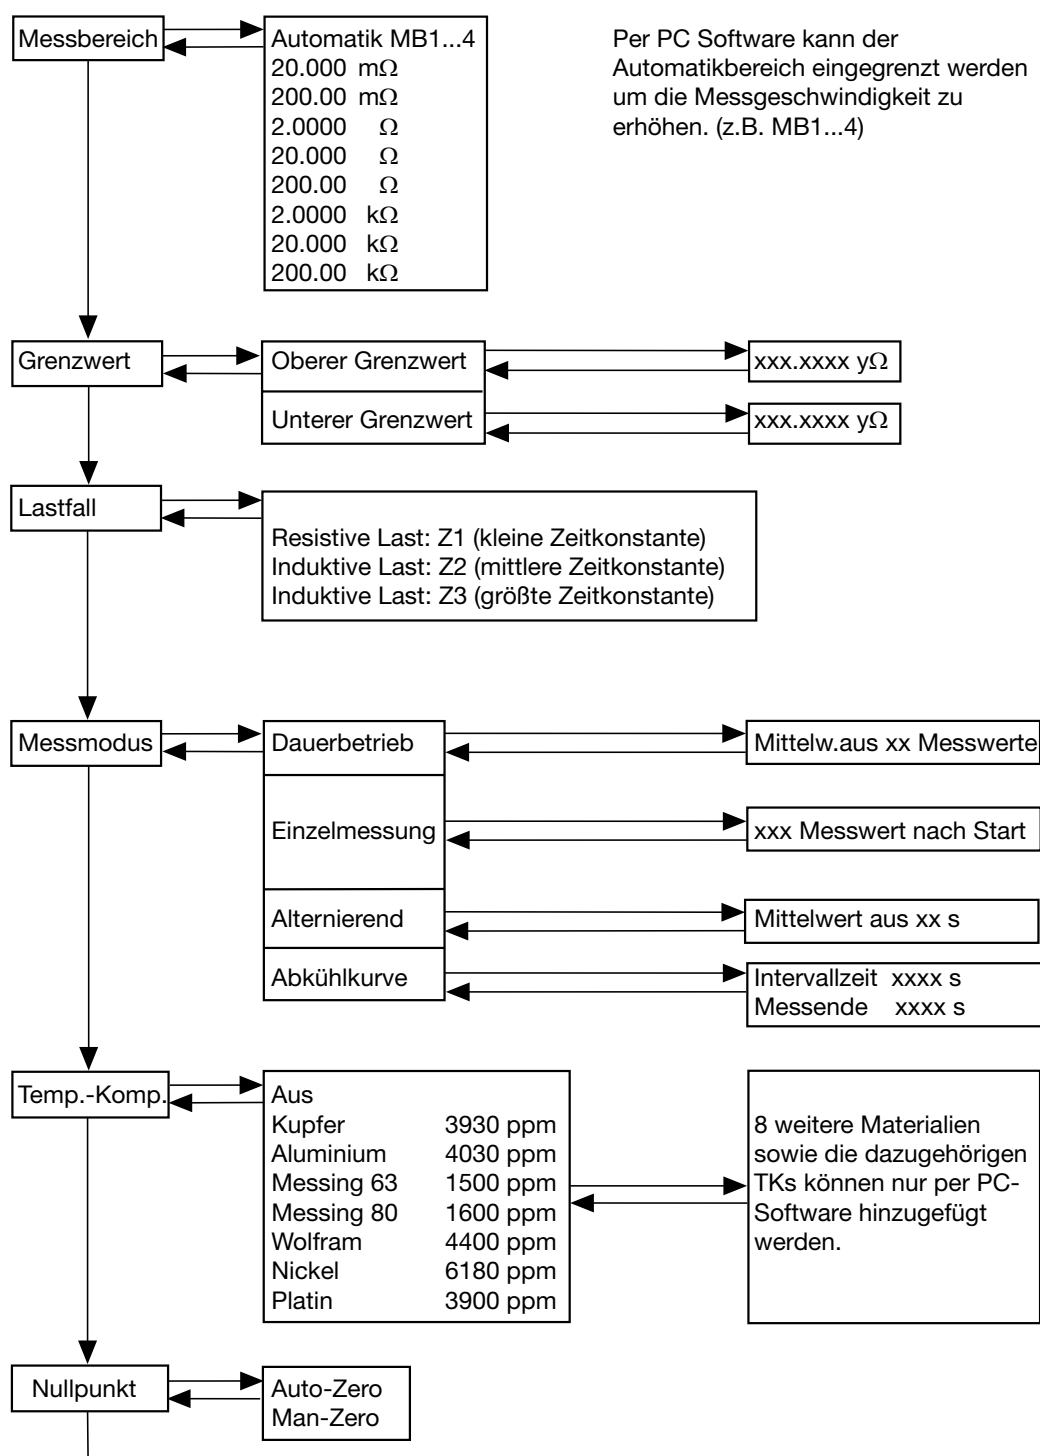 Messbereich
Automatik MB1...4
20.000 mΩ
200.00 mΩ
2.0000 Ω
20.000 Ω
200.00 Ω
2.0000 kΩ
20.000 kΩ
200.00 kΩ
Per PC Software kann der
Automatikbereich eingegrenzt werden
um die Messgeschwindigkeit zu
erhöhen. (z.B. MB1...4)
Grenzwert
Oberer Grenzwert
xxx.xxxx yΩ
Unterer Grenzwert
xxx.xxxx yΩ
Lastfall
Resistive Last: Z1 (kleine Zeitkonstante)
Induktive Last: Z2 (mittlere Zeitkonstante)
Induktive Last: Z3 (größte Zeitkonstante)
Messmodus
Dauerbetrieb
Mittelw.aus xx Messwerte
Einzelmessung
xxx Messwert nach Start
Alternierend
Mittelwert aus xx s
Abkühlkurve
Intervallzeit xxxx s
Messende xxxx s
Temp.-Komp.
Aus
Kupfer 3930 ppm
Aluminium 4030 ppm
Messing 63 1500 ppm
Messing 80 1600 ppm
Wolfram 4400 ppm
Nickel 6180 ppm
Platin 3900 ppm
8 weitere Materialien
sowie die dazugehörigen
TKs können nur per PC-
Software hinzugefügt
werden.
Nullpunkt
Auto-Zero
Man-Zero